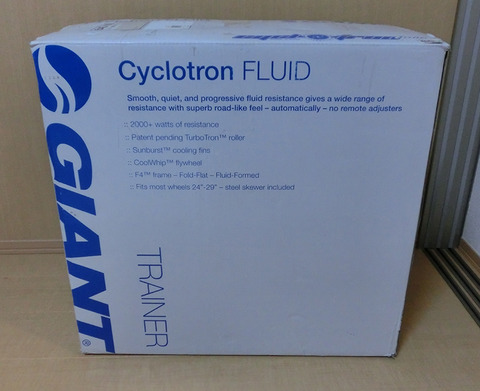 Cyclotron FLUID
Smooth, quiet, and progressive fluid resistance gives a wide range of
resistance with superb road-like feel – automatically – no remote adjusters
:: 2000+ watts of resistance
:: Patent pending TurboTron™ roller
:: Sunburst™ cooling fins
:: CoolWhip™ flywheel
:: F4™ frame – Fold-Flat – Fluid-Formed
:: Fits most wheels 24"-29" – steel skewer included
GIANT®
TRAINER